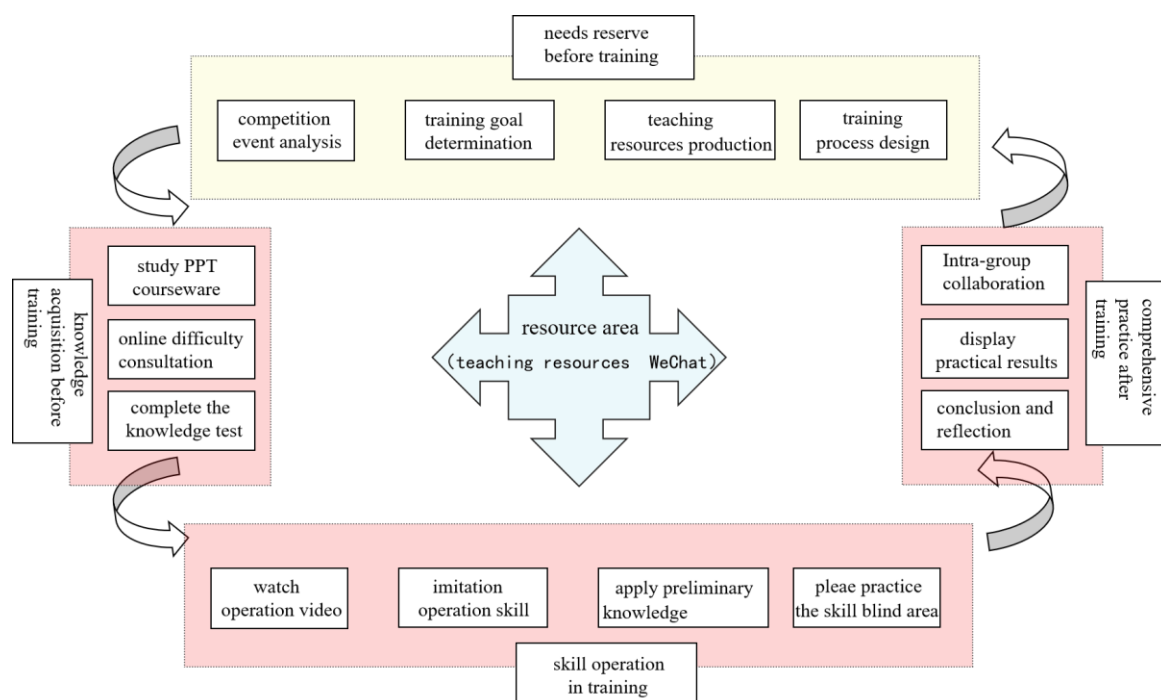 needs reserve
before training
competition
event analysis
training goal
determination
teaching
resources production
training
process design
knowledge
acquisition before
training
study PPT
courseware
online difficulty
consultation
complete the
knowledge test
resource area
(teaching resources WeChat)
Intra-group
collaboration
display
practical results
conclusion and
reflection
comprehensive
practice after
training
watch
operation video
imitation
operation skill
apply preliminary
knowledge
pleae practice
the skill blind area
skill operation
in training